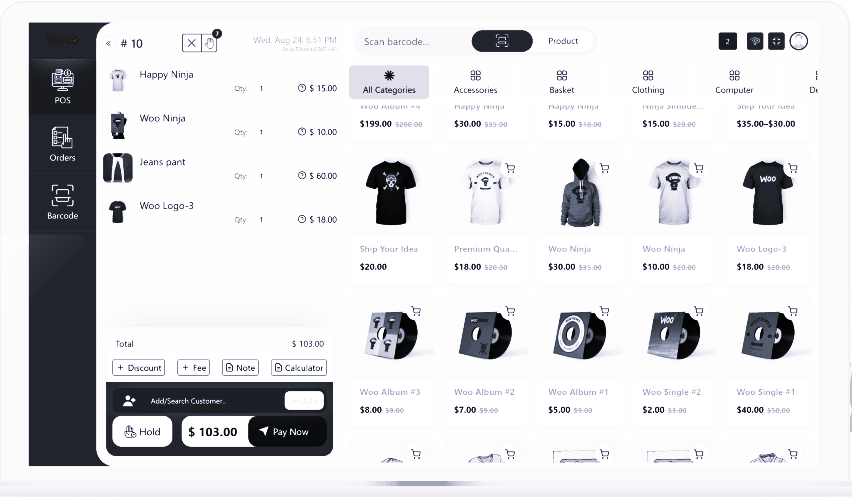 « # 10
7
Wed, Aug 24, 6:51 PM
Scan barcode...
Product
2
POS
Orders
Barcode
Happy Ninja
Qty: 1 $ 15.00
Woo Ninja
Qty: 1 $ 10.00
Jeans pant
Qty: 1 $ 60.00
Woo Logo-3
Qty: 1 $ 18.00
Total $ 103.00
+ Discount + Fee Note Calculator
Add/Search Customer..
Hold $ 103.00 Pay Now
All Categories Accessories Basket Clothing Computer De
Woo Album #4 Happy Ninja Happy Ninja Ninja Silhoue... Ship Your Idea
$199.00 $200.00 $30.00 $35.00 $15.00 $18.00 $15.00 $20.00 $35.00–$30.00
WOO
Ship Your Idea Premium Qua... Woo Ninja Woo Ninja Woo Logo-3
$20.00 $18.00 $20.00 $30.00 $35.00 $10.00 $20.00 $18.00 $20.00
WOO
Woo Album #3 Woo Album #2 Woo Album #1 Woo Single #2 Woo Single #1
$8.00 $9.00 $7.00 $9.00 $5.00 $9.00 $2.00 $3.00 $40.00 $50.00